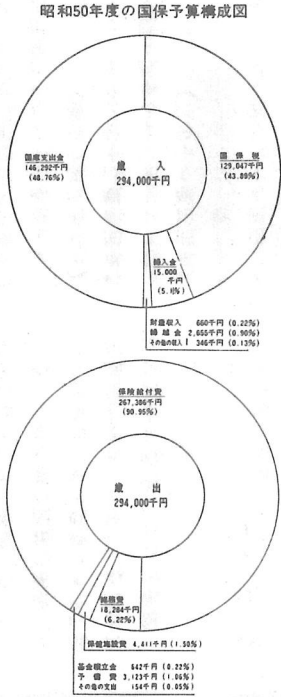 昭和50年度の国保予算構成図
国庫支出金
146,292千円
(48.76%)
歳入
294,000千円
国保税
129,047千円
(43.89%)
繰入金
15,000
千円
(5.1%)
財産収入 660千円(0.22%)
繰越金 2,655千円(0.90%)
その他の収入 346千円(0.13%)
保険給付費
267,386千円
(90.95%)
歳出
294,000千円
総務費
18,284千円
(6.22%)
保健施設費 4,411千円(1.50%)
基金積立金 642千円(0.22%)
予備費 3,123千円(1.06%)
その他の支出 154千円(0.05%)